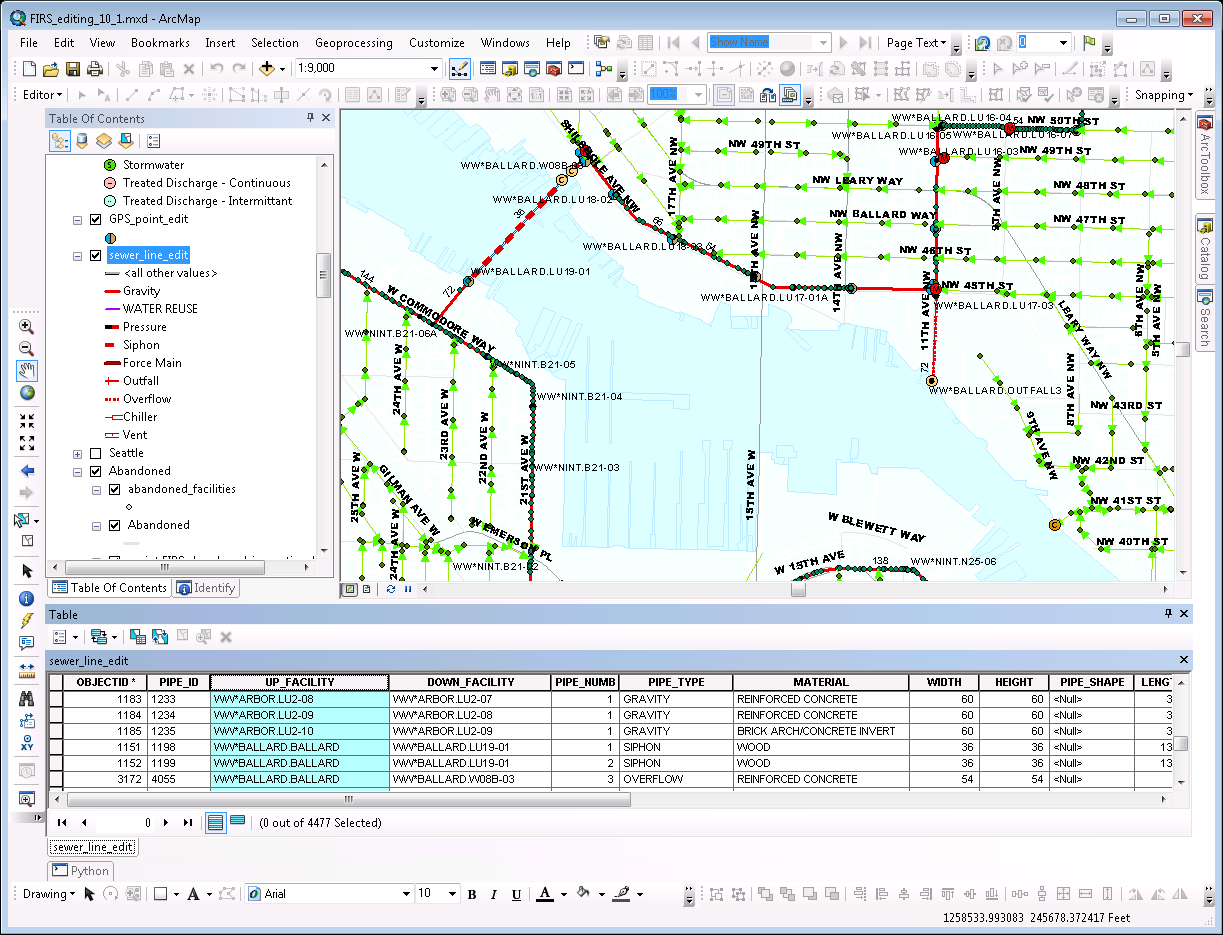 FIRS_editing_10_1.mxd - ArcMap
File Edit View Bookmarks Insert Selection Geoprocessing Customize Windows Help
Show Name
Page Text
0
1:9,000
Editor
100%
Snapping
Table Of Contents
S Stormwater
Treated Discharge - Continuous
Treated Discharge - Intermittant
GPS_point_edit
sewer_line_edit
<all other values>
Gravity
WATER REUSE
Pressure
Siphon
Force Main
Outfall
Overflow
Chiller
Vent
Seattle
Abandoned
abandoned_facilities
Abandoned
Table Of Contents
Identify
WW*BALLARD.LU16-04
54
NW 50TH ST
WW*BALLARD.LU16-05
WW*BALLARD.LU16-07
SHILSHOLE AVE NW
NW 49TH ST
WW*BALLARD.LU16-03
NW 49TH ST
WW*BALLARD.W08B-03
17TH AVE NW
NW LEARY WAY
9TH AVE NW
NW 48TH ST
WW*BALLARD.LU18-02
36
66
NW BALLARD WAY
NW 47TH ST
WW*BALLARD.LU18-03
NW 46TH ST
15TH AVE NW
14TH AVE NW
144
WW*BALLARD.LU19-01
72
W COMMODORE WAY
WW*BALLARD.LU17-01A
NW 45TH ST
WW*BALLARD.LU17-03
11TH AVE NW
LEARY WAY NW
6TH AVE NW
5TH AVE NW
WW*NINT.B21-06A
WW*NINT.B21-05
72
8TH AVE NW
WW*NINT.B21-04
WW*BALLARD.OUTFALL3
24TH AVE W
23RD AVE W
22ND AVE W
21ST AVE W
NW 43RD ST
9TH AVE NW
15TH AVE W
WW*NINT.B21-03
NW 42ND ST
25TH AVE W
GILMAN AVE W
NW 41ST ST
24TH AVE W
W EMERSON PL
W BLEWETT WAY
C
NW 40TH ST
WW*NINT.B21-02
W 15TH AVE
138
WW*NINT.N25-06
ArcToolbox
Catalog
Search
Table
sewer_line_edit
OBJECTID * PIPE_ID UP_FACILITY DOWN_FACILITY PIPE_NUMB PIPE_TYPE MATERIAL WIDTH HEIGHT PIPE_SHAPE LENGT
1183 1233 WW*ARBOR.LU2-08 WW*ARBOR.LU2-07 1 GRAVITY REINFORCED CONCRETE 60 60 <Null> 3
1184 1234 WW*ARBOR.LU2-09 WW*ARBOR.LU2-08 1 GRAVITY REINFORCED CONCRETE 60 60 <Null> 3
1185 1235 WW*ARBOR.LU2-10 WW*ARBOR.LU2-09 1 GRAVITY BRICK ARCH/CONCRETE INVERT 60 60 <Null> 3
1151 1198 WW*BALLARD.BALLARD WW*BALLARD.LU19-01 1 SIPHON WOOD 36 36 <Null> 13
1152 1199 WW*BALLARD.BALLARD WW*BALLARD.LU19-01 2 SIPHON WOOD 36 36 <Null> 13
3172 4055 WW*BALLARD.BALLARD WW*BALLARD.W08B-03 3 OVERFLOW REINFORCED CONCRETE 54 54 <Null> 3
0 (0 out of 4477 Selected)
sewer_line_edit
Python
Drawing
A
Arial
10
B I U A
1258533.993083 245678.372417 Feet